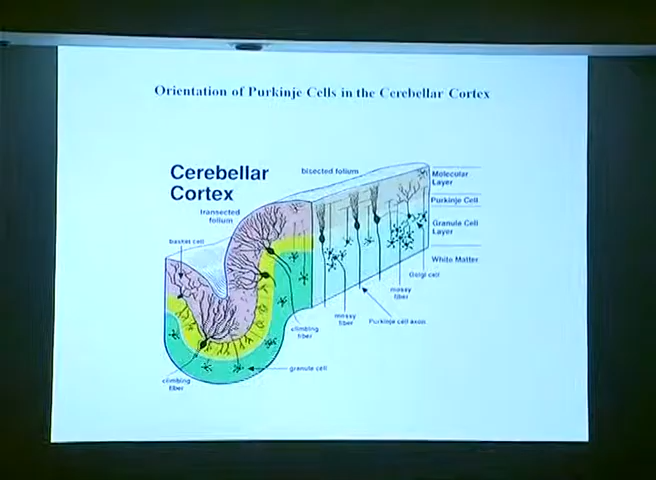 Orientation of Purkinje Cells in the Cerebellar Cortex
Cerebellar
Cortex
bisected folium
transected
folium
basket cell
Molecular
Layer
Purkinje Cell
Granule Cell
Layer
White Matter
Golgi cell
mossy
fiber
Purkinje cell axon
mossy
fiber
climbing
fiber
granule cell
climbing
fiber